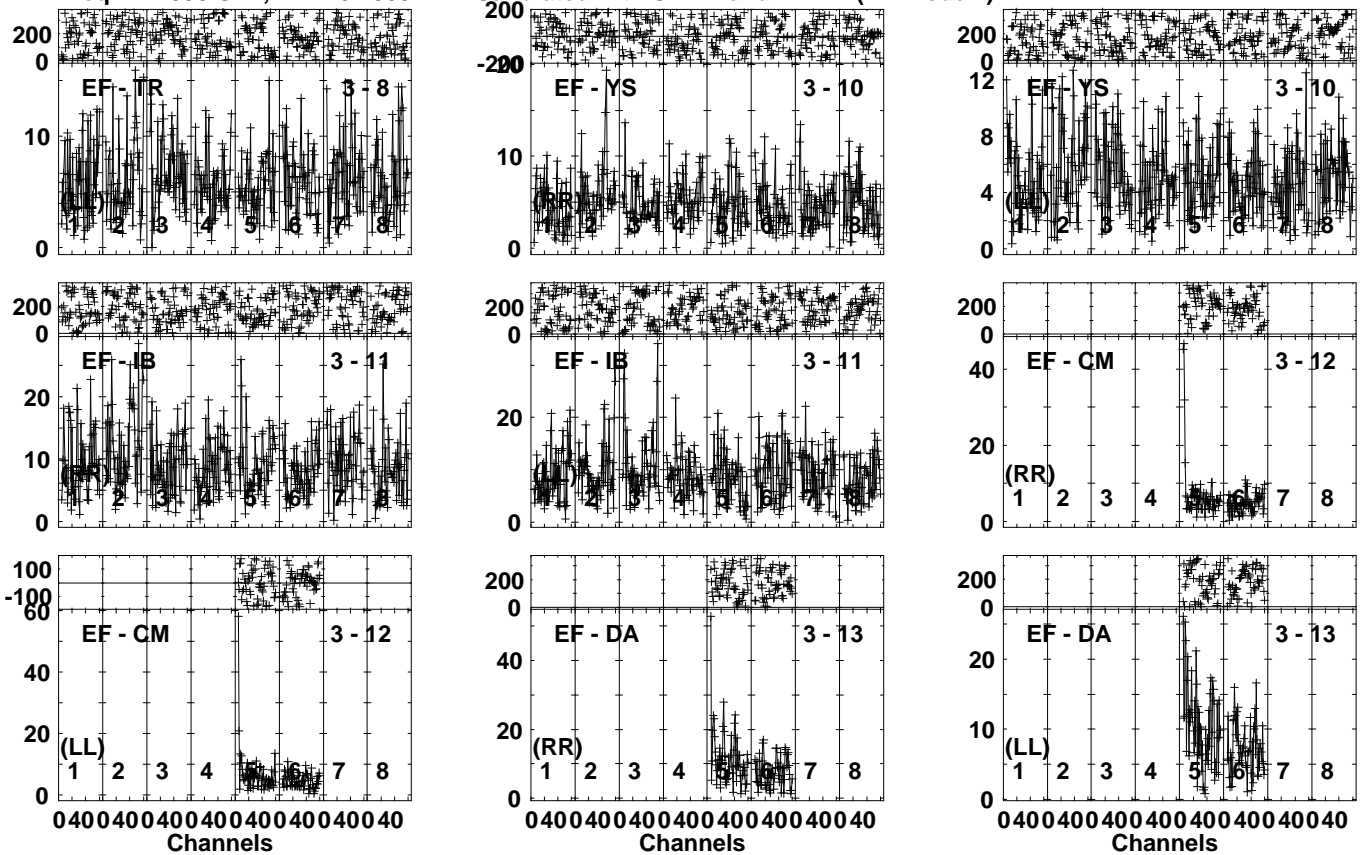 200 0 200 -200 200 0
EF - TR 3 - 8 20 EF - YS 3 - 10 12 EF - YS 3 - 10
10 10 8
(LL) (RR) 4 (LL)
1 2 3 4 5 6 7 8 1 2 3 4 5 6 7 8 1 2 3 4 5 6 7 8
0 0 0
200 0 200 0 200 0
EF - IB 3 - 11 EF - IB 3 - 11 40 EF - CM 3 - 12
20 20 20
10
(RR) (LL) (RR)
1 2 3 4 5 6 7 8 1 2 3 4 5 6 7 8 1 2 3 4 5 6 7 8
0 0 0
100 -100 200 0 200 0
60 EF - CM 3 - 12 EF - DA 3 - 13 EF - DA 3 - 13
40 40 20
20 20 10
(LL) (RR) (LL)
1 2 3 4 5 6 7 8 1 2 3 4 5 6 7 8 1 2 3 4 5 6 7 8
0 0 0
0 40 0 40 0 40 0 40 0 40 0 40 0 40 0 40 0 40 0 40 0 40 0 40 0 40 0 40 0 40 0 40 0 40 0 40 0 40 0 40 0 40 0 40 0 40 0 40
Channels Channels Channels